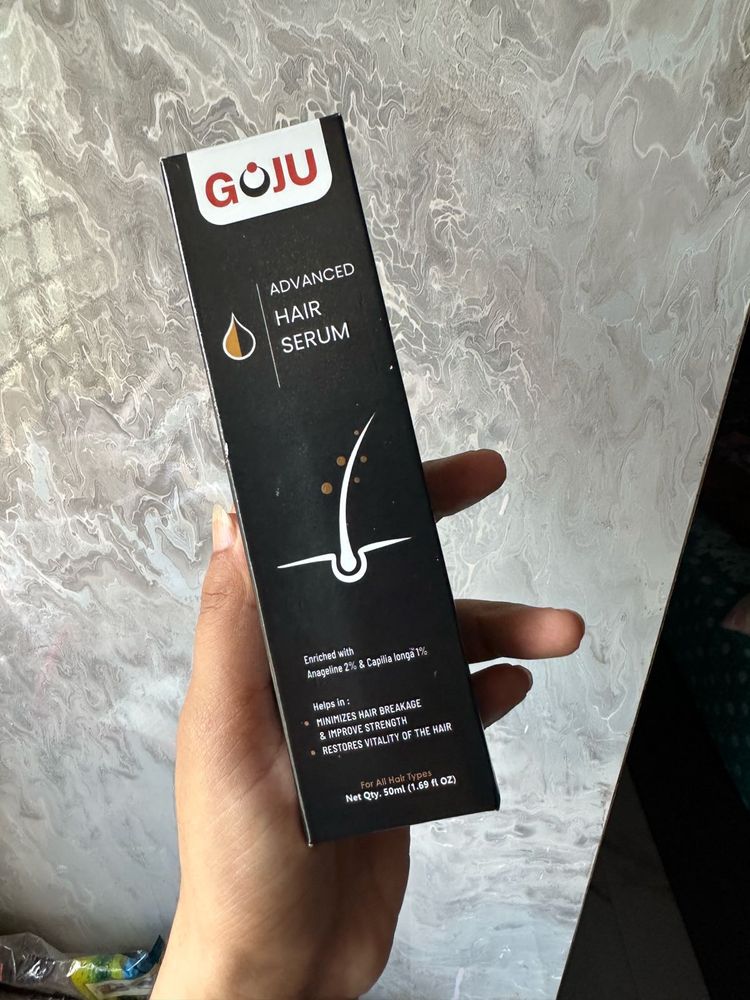 GOJU
ADVANCED
HAIR
SERUM
Enriched with
Anageline 2% & Capilia longa 1%
Helps in :
MINIMIZES HAIR BREAKAGE
& IMPROVE STRENGTH
RESTORES VITALITY OF THE HAIR
For All Hair Types
Net Qty. 50ml (1.69 fl OZ)